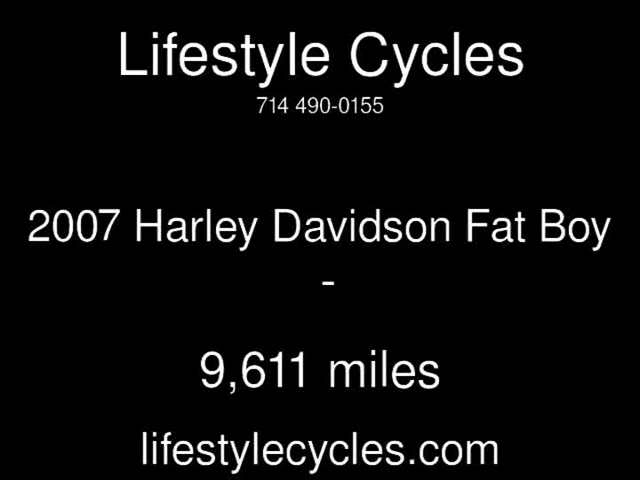 Lifestyle Cycles
714 490-0155
2007 Harley Davidson Fat Boy
-
9,611 miles
lifestylecycles.com